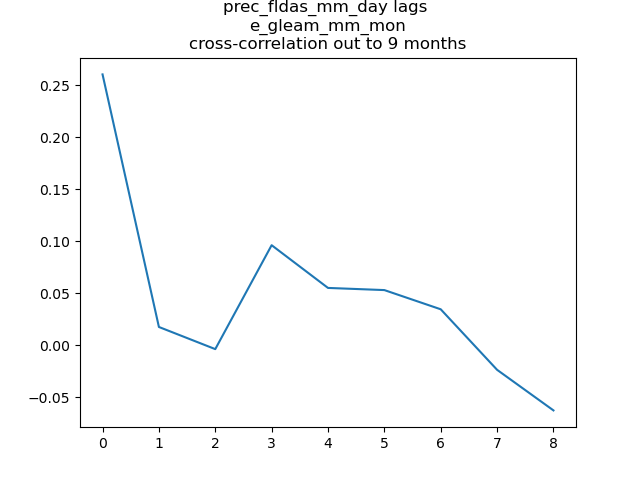 prec_fldas_mm_day lags
e_gleam_mm_mon
cross-correlation out to 9 months
0.25
0.20
0.15
0.10
0.05
0.00
−0.05
0 1 2 3 4 5 6 7 8